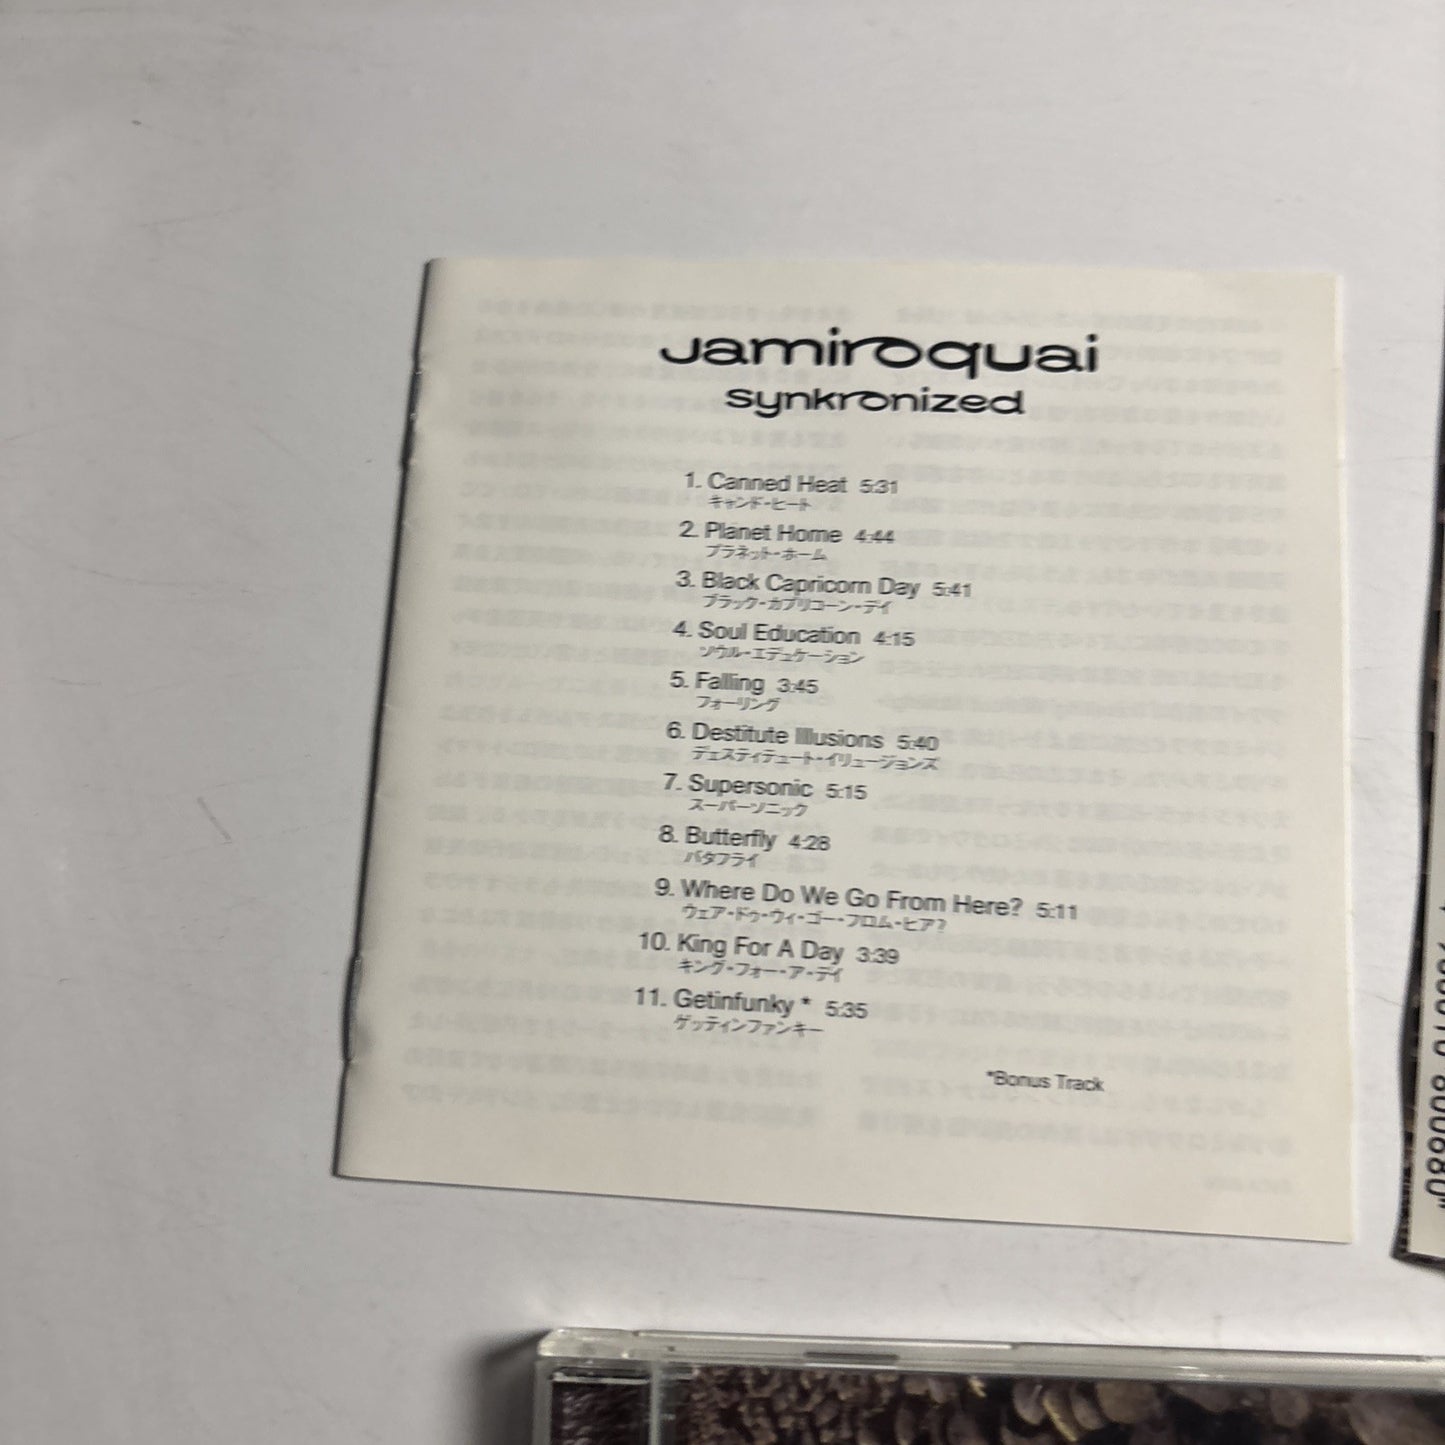 Jamiroquai
synkronized
1. Canned Heat 5:31
キャンド・ヒート
2. Planet Home 4:44
プラネット・ホーム
3. Black Capricorn Day 5:41
ブラック・カプリコーン・デイ
4. Soul Education 4:15
ソウル・エデュケーション
5. Falling 3:45
フォーリング
6. Destitute Illusions 5:40
デェスティテュート・イリュージョンズ
7. Supersonic 5:15
スーパーソニック
8. Butterfly 4:28
バタフライ
9. Where Do We Go From Here? 5:11
ウェア・ドゥ・ウィ・ゴー・フロム・ヒア?
10. King For A Day 3:39
キング・フォー・ア・デイ
11. Getinfunky * 5:35
ゲッティンファンキー
*Bonus Track
800680